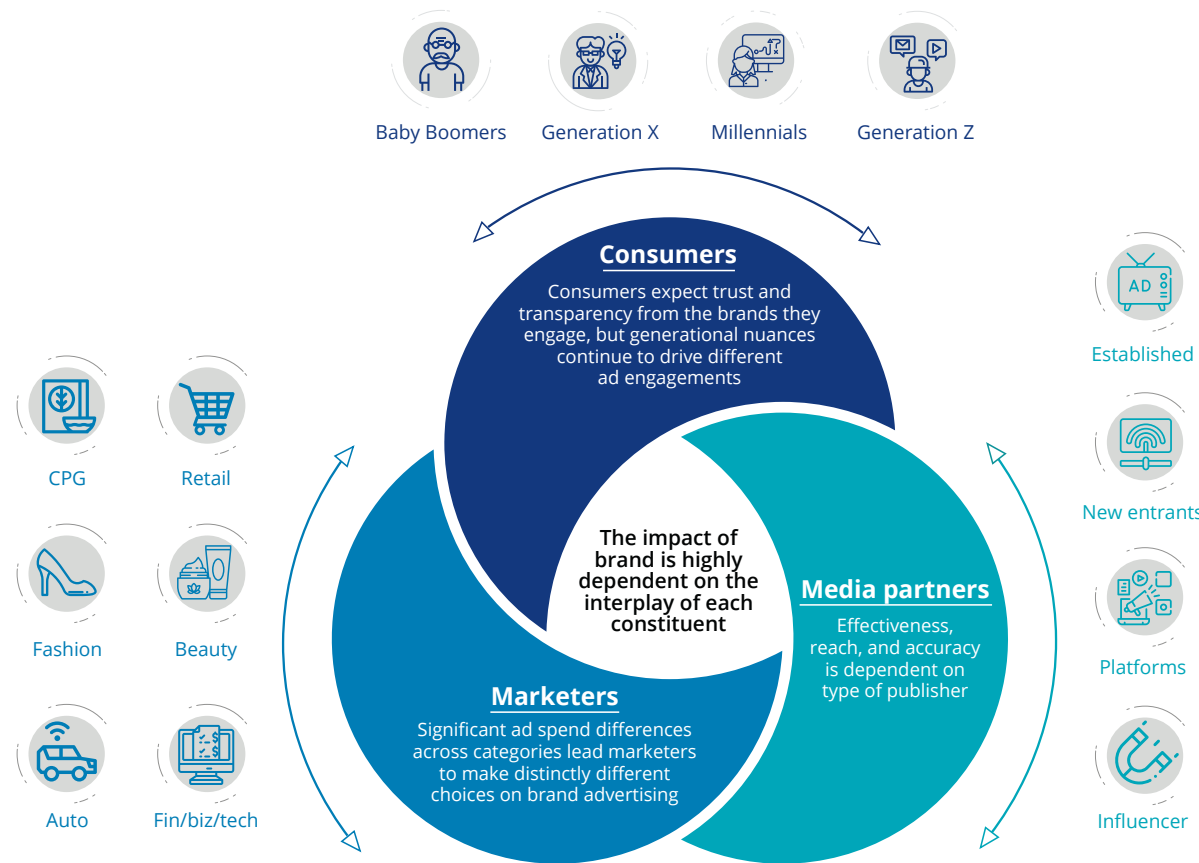 Baby Boomers
Generation X
Millennials
Generation Z
Consumers
Consumers expect trust and
transparency from the brands they
engage, but generational nuances
continue to drive different
ad engagements
CPG
Retail
Fashion
Beauty
Auto
Fin/biz/tech
The impact of
brand is highly
dependent on the
interplay of each
constituent
Marketers
Significant ad spend differences
across categories lead marketers
to make distinctly different
choices on brand advertising
Media partners
Effectiveness,
reach, and accuracy
is dependent on
type of publisher
AD
Established
New entrants
Platforms
Influencer